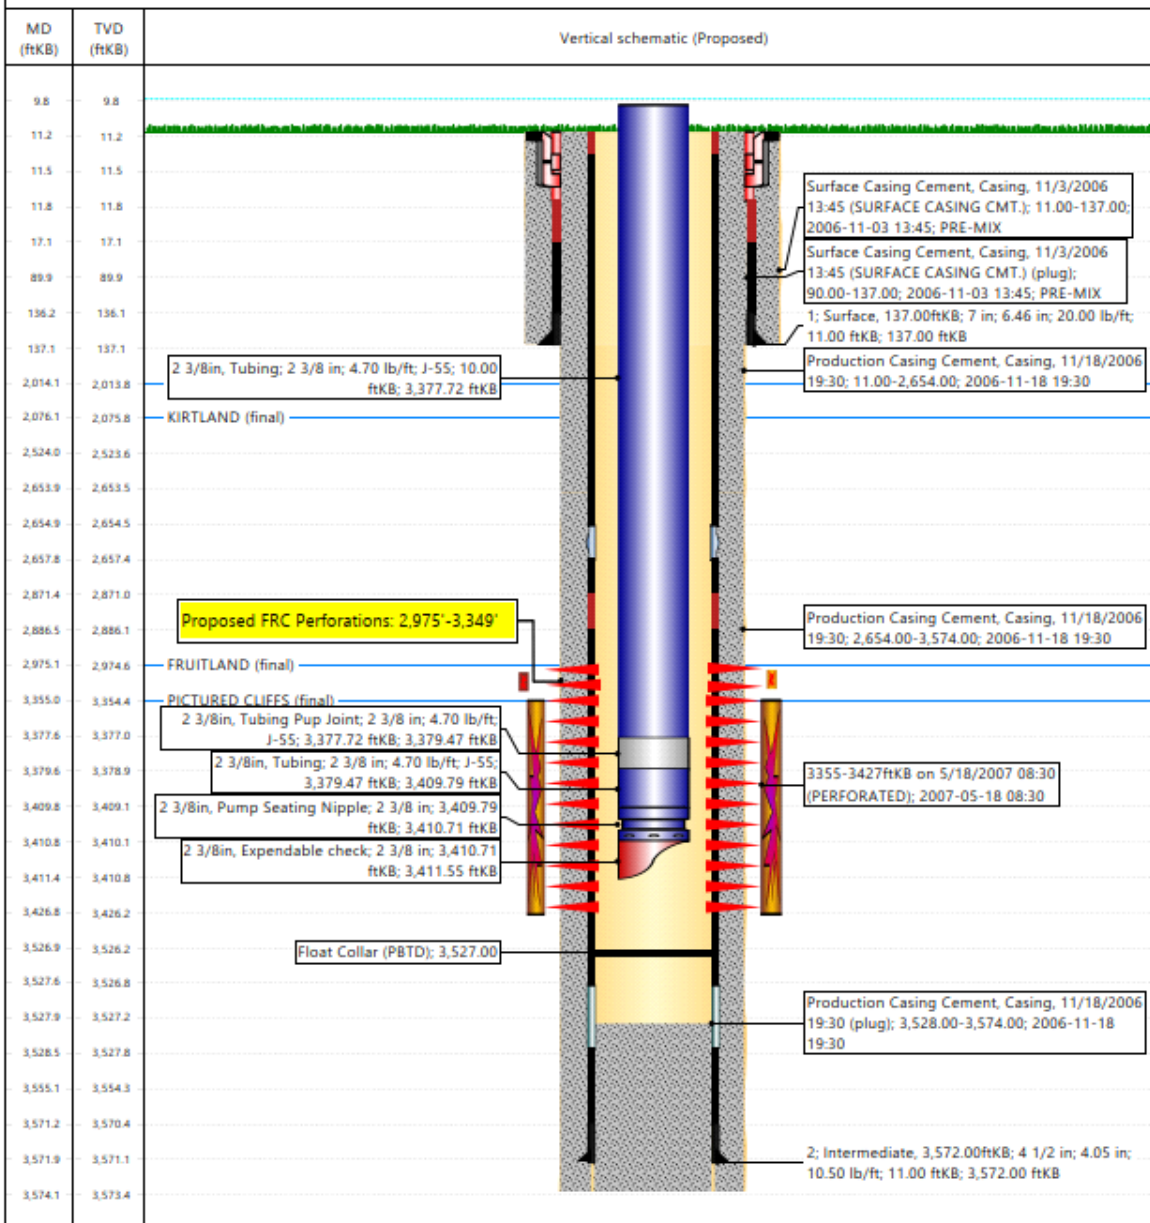 MD
(ftKB)
TVD
(ftKB)
Vertical schematic (Proposed)
9.8 9.8
11.2 11.2
11.5 11.5
11.8 11.8
17.1 17.1
89.9 89.9
136.2 136.1
137.1 137.1
2,014.1 2,013.8
2,076.1 2,075.8
2,524.0 2,523.6
2,653.9 2,653.5
2,654.9 2,654.5
2,657.8 2,657.4
2,871.4 2,871.0
2,886.5 2,886.1
2,975.1 2,974.6
3,355.0 3,354.4
3,377.6 3,377.0
3,379.6 3,378.9
3,409.8 3,409.1
3,410.8 3,410.1
3,411.4 3,410.8
3,426.8 3,426.2
3,526.9 3,526.2
3,527.6 3,526.8
3,527.9 3,527.2
3,528.5 3,527.8
3,555.1 3,554.3
3,571.2 3,570.4
3,571.9 3,571.1
3,574.1 3,573.4
2 3/8in, Tubing; 2 3/8 in; 4.70 lb/ft; J-55; 10.00
ftKB; 3,377.72 ftKB
KIRTLAND (final)
Proposed FRC Perforations: 2,975'-3,349'
FRUITLAND (final)
PICTURED CLIFFS (final)
2 3/8in, Tubing Pup Joint; 2 3/8 in; 4.70 lb/ft;
J-55; 3,377.72 ftKB; 3,379.47 ftKB
2 3/8in, Tubing; 2 3/8 in; 4.70 lb/ft; J-55;
3,379.47 ftKB; 3,409.79 ftKB
2 3/8in, Pump Seating Nipple; 2 3/8 in; 3,409.79
ftKB; 3,410.71 ftKB
2 3/8in, Expendable check; 2 3/8 in; 3,410.71
ftKB; 3,411.55 ftKB
Float Collar (PBTD); 3,527.00
Surface Casing Cement, Casing, 11/3/2006
13:45 (SURFACE CASING CMT.); 11.00-137.00;
2006-11-03 13:45; PRE-MIX
Surface Casing Cement, Casing, 11/3/2006
13:45 (SURFACE CASING CMT.) (plug);
90.00-137.00; 2006-11-03 13:45; PRE-MIX
1; Surface, 137.00ftKB; 7 in; 6.46 in; 20.00 lb/ft;
11.00 ftKB; 137.00 ftKB
Production Casing Cement, Casing, 11/18/2006
19:30; 11.00-2,654.00; 2006-11-18 19:30
Production Casing Cement, Casing, 11/18/2006
19:30; 2,654.00-3,574.00; 2006-11-18 19:30
3355-3427ftKB on 5/18/2007 08:30
(PERFORATED); 2007-05-18 08:30
Production Casing Cement, Casing, 11/18/2006
19:30 (plug); 3,528.00-3,574.00; 2006-11-18
19:30
2; Intermediate, 3,572.00ftKB; 4 1/2 in; 4.05 in;
10.50 lb/ft; 11.00 ftKB; 3,572.00 ftKB